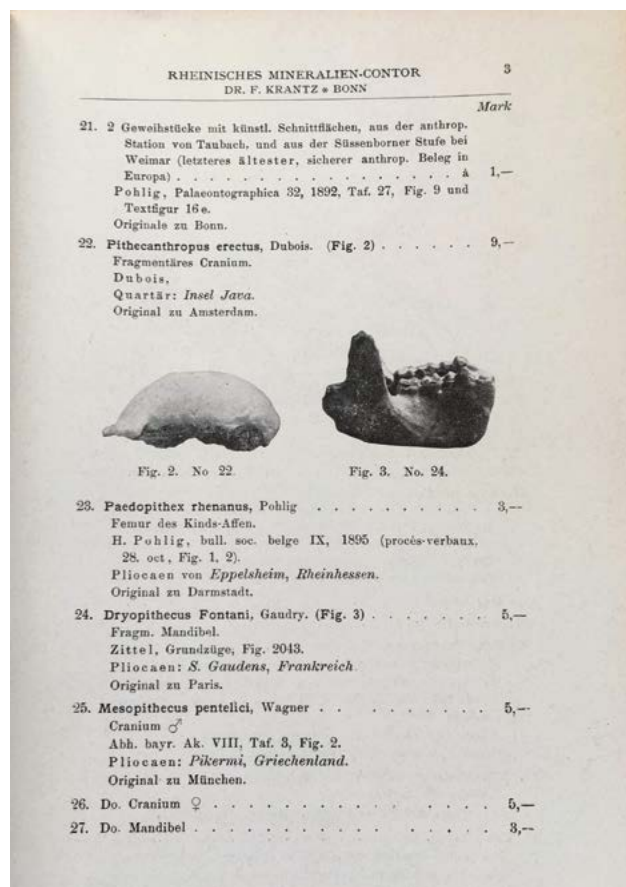 RHEINISCHES MINERALIEN-CONTOR 3
DR. F. KRANTZ * BONN
Mark
21. 2 Geweihstücke mit künstl. Schnittflächen, aus der anthrop.
Station von Taubach, und aus der Süssenborner Stufe bei
Weimar (letzteres ältester, sicherer anthrop. Beleg in
Europa) . . . . . . . . . . . . . . . . . à 1,—
Pohlig, Palaeontographica 32, 1892, Taf. 27, Fig. 9 und
Textfigur 16e.
Originale zu Bonn.
22. Pithecanthropus erectus, Dubois. (Fig. 2) . . . . . . 9,—
Fragmentäres Cranium.
Dubois,
Quartär: Insel Java.
Original zu Amsterdam.
Fig. 2. No 22. Fig. 3. No. 24.
23. Paedopithex rhenanus, Pohlig . . . . . . . . . . 3,—
Femur des Kinds-Affen.
H. Pohlig, bull. soc. belge IX, 1895 (procès-verbaux,
28. oct, Fig. 1, 2).
Pliocaen von Eppelsheim, Rheinhessen.
Original zu Darmstadt.
24. Dryopithecus Fontani, Gaudry. (Fig. 3) . . . . . . . 5,—
Fragm. Mandibel.
Zittel, Grundzüge, Fig. 2043.
Pliocaen: S. Gaudens, Frankreich.
Original zu Paris.
25. Mesopithecus pentelici, Wagner . . . . . . . . . 5,—
Cranium ♂
Abh. bayr. Ak. VIII, Taf. 3, Fig. 2.
Pliocaen: Pikermi, Griechenland.
Original zu München.
26. Do. Cranium ♀ . . . . . . . . . . . . . . . 5,—
27. Do. Mandibel . . . . . . . . . . . . . . . . 3,—